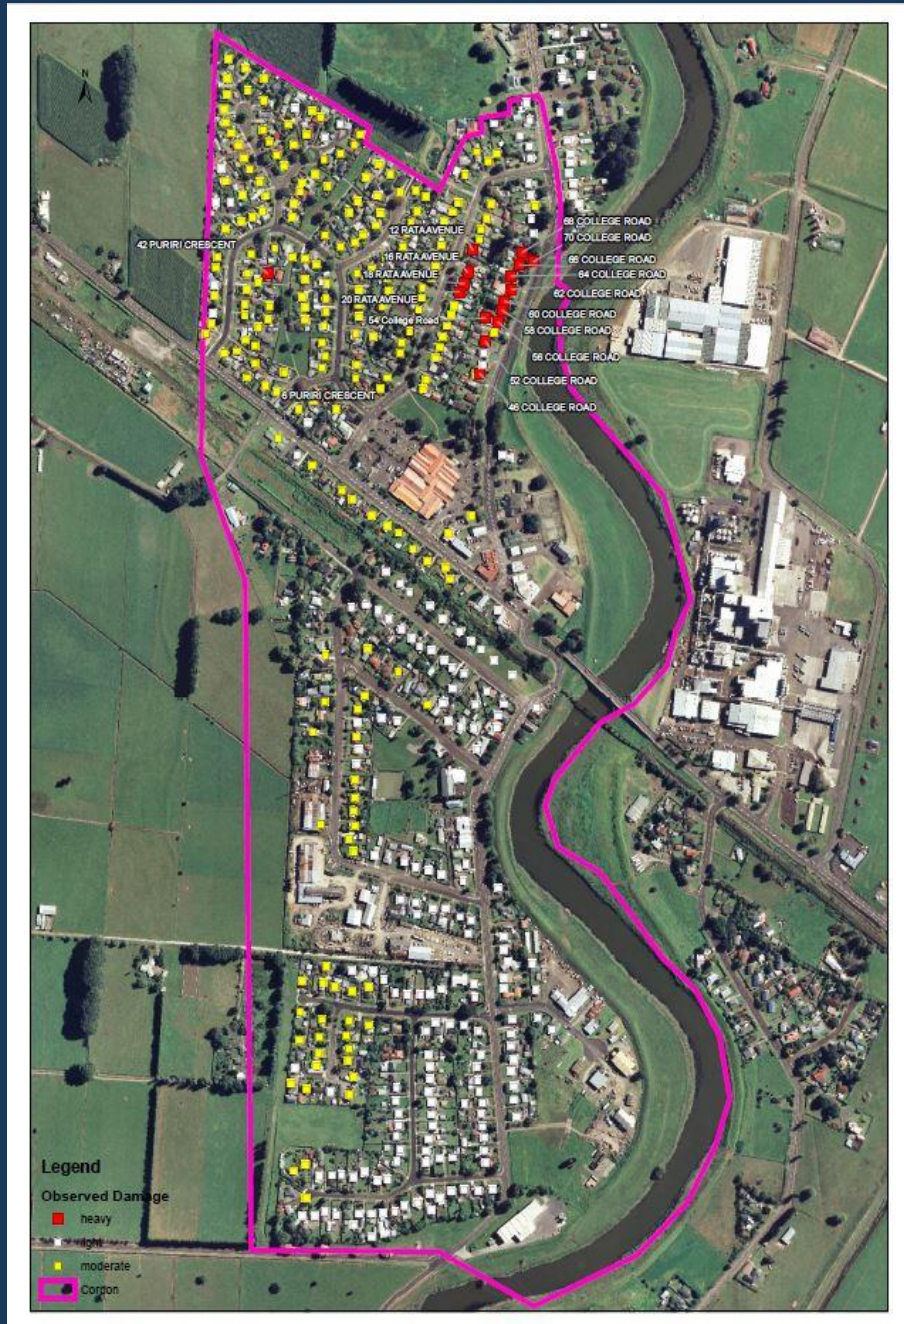 N
68 COLLEGE ROAD
12 RATA AVENUE
70 COLLEGE ROAD
42 PURIRI CRESCENT
16 RATA AVENUE
66 COLLEGE ROAD
18 RATA AVENUE
64 COLLEGE ROAD
20 RATA AVENUE
62 COLLEGE ROAD
54 College Road
60 COLLEGE ROAD
58 COLLEGE ROAD
56 COLLEGE ROAD
52 COLLEGE ROAD
6 PURIRI CRESCENT
46 COLLEGE ROAD
Legend
Observed Damage
heavy
light
moderate
Cordon